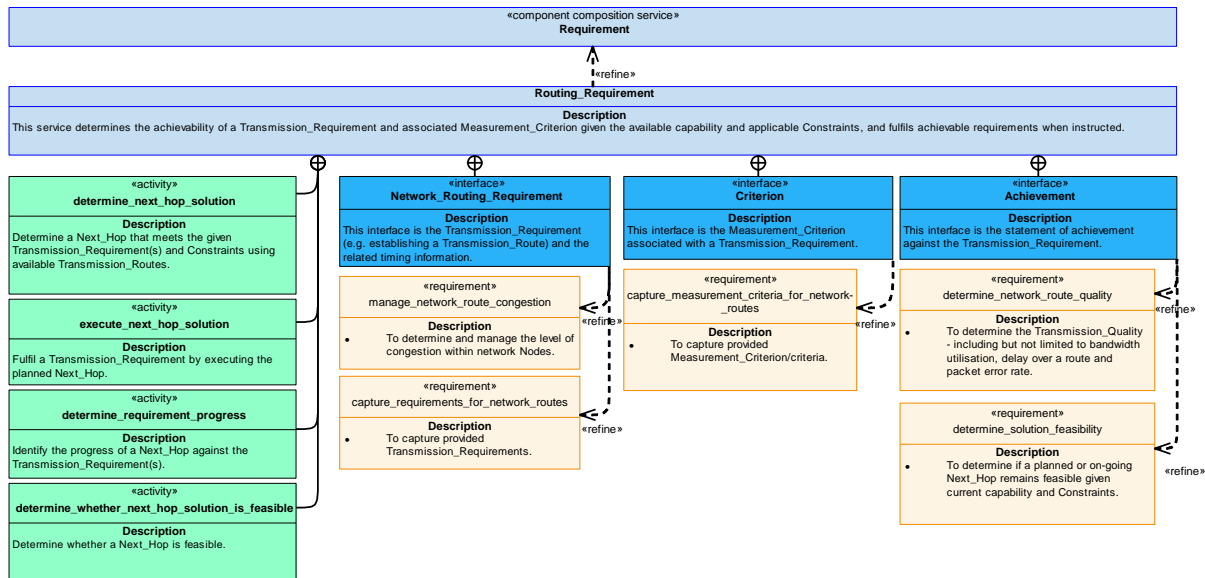 «component composition service»
Requirement
«refine»
Routing_Requirement
Description
This service determines the achievability of a Transmission_Requirement and associated Measurement_Criterion given the available capability and applicable Constraints, and fulfils achievable requirements when instructed.
«activity»
determine_next_hop_solution
Description
Determine a Next_Hop that meets the given
Transmission_Requirement(s) and Constraints using
available Transmission_Routes.
«activity»
execute_next_hop_solution
Description
Fulfil a Transmission_Requirement by executing the
planned Next_Hop.
«activity»
determine_requirement_progress
Description
Identify the progress of a Next_Hop against the
Transmission_Requirement(s).
«activity»
determine_whether_next_hop_solution_is_feasible
Description
Determine whether a Next_Hop is feasible.
«interface»
Network_Routing_Requirement
Description
This interface is the Transmission_Requirement
(e.g. establishing a Transmission_Route) and the
related timing information.
«requirement»
manage_network_route_congestion
Description
• To determine and manage the level of
congestion within network Nodes.
«refine»
«requirement»
capture_requirements_for_network_routes
Description
• To capture provided
Transmission_Requirements.
«refine»
«interface»
Criterion
Description
This interface is the Measurement_Criterion
associated with a Transmission_Requirement.
«requirement»
capture_measurement_criteria_for_network-
_routes
Description
• To capture provided
Measurement_Criterion/criteria.
«refine»
«interface»
Achievement
Description
This interface is the statement of achievement
against the Transmission_Requirement.
«requirement»
determine_network_route_quality
Description
• To determine the Transmission_Quality
- including but not limited to bandwidth
utilisation, delay over a route and
packet error rate.
«refine»
«requirement»
determine_solution_feasibility
Description
• To determine if a planned or on-going
Next_Hop remains feasible given
current capability and Constraints.
«refine»